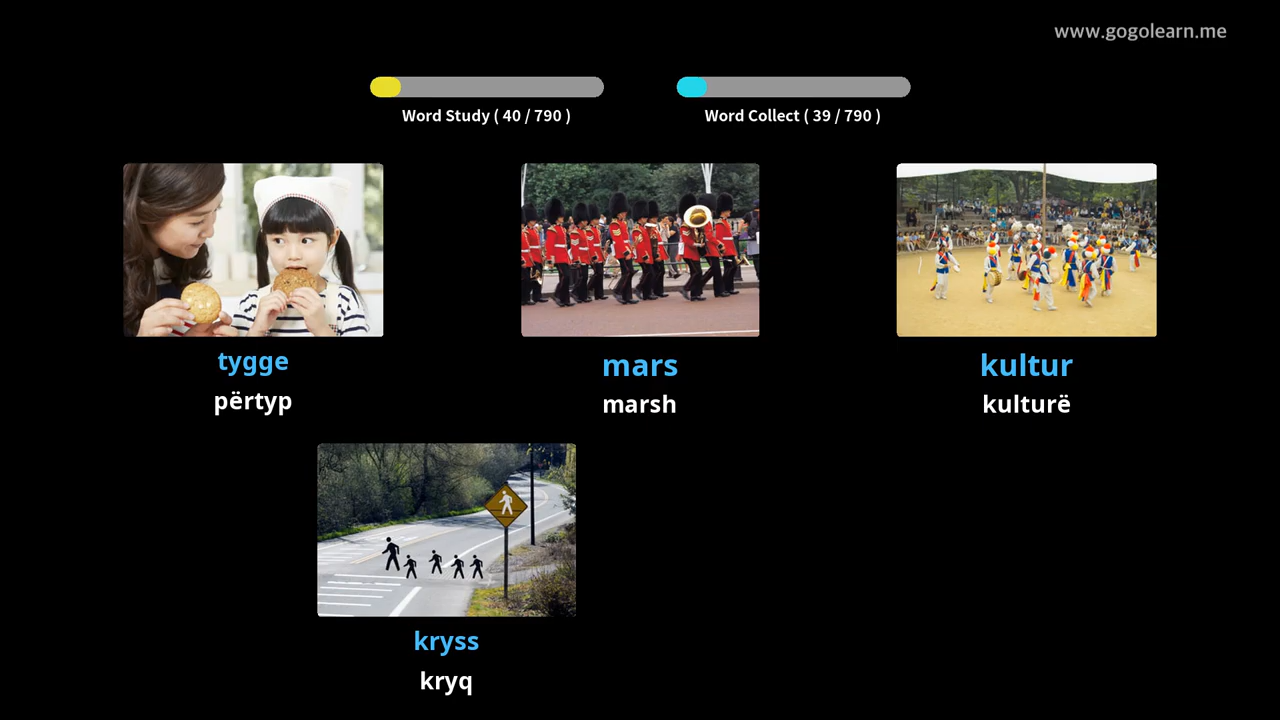 www.gogolearn.me
Word Study ( 40 / 790 )
Word Collect ( 39 / 790 )
tygge
përtyp
mars
marsh
kultur
kulturë
kryss
kryq